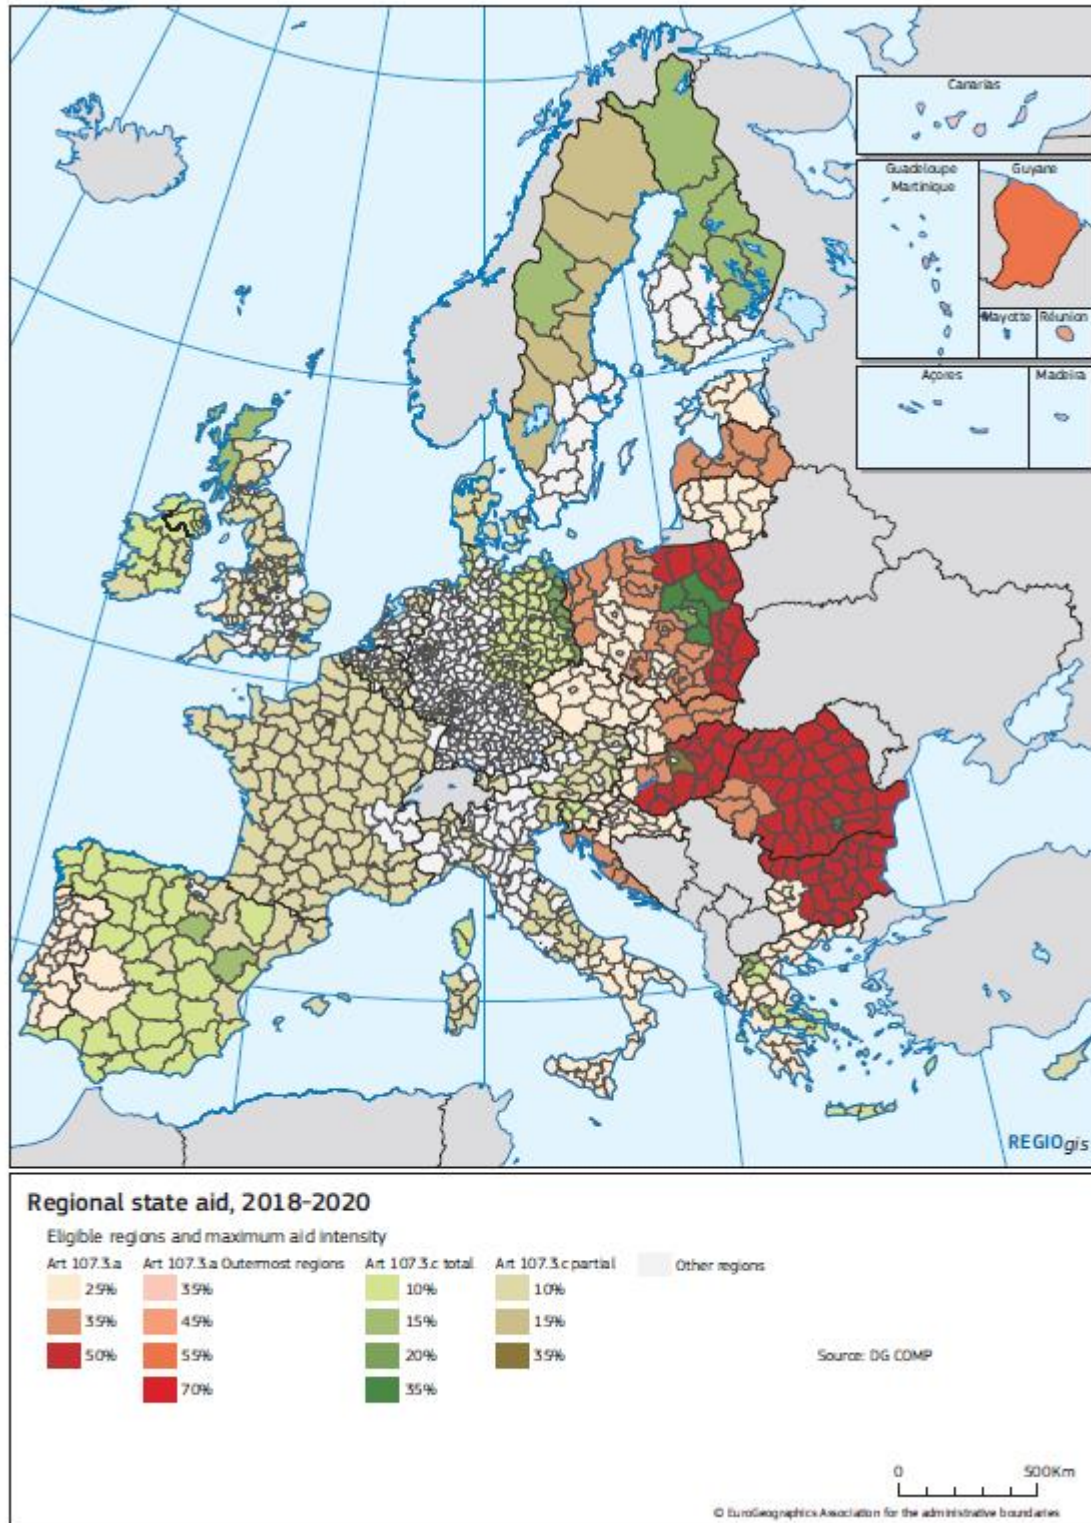 Canarias
Guadeloupe
Martinique
Guyane
Mayotte
Réunion
Açores
Madeira
REGIOgis
Regional state aid, 2018-2020
Eligible regions and maximum aid intensity
Art 107.3.a
25%
35%
50%
Art 107.3.a Outermost regions
35%
45%
55%
70%
Art 107.3.c total
10%
15%
20%
35%
Art 107.3.c partial
10%
15%
35%
Other regions
Source: DG COMP
0 500Km
© EuroGeographics Association for the administrative boundaries